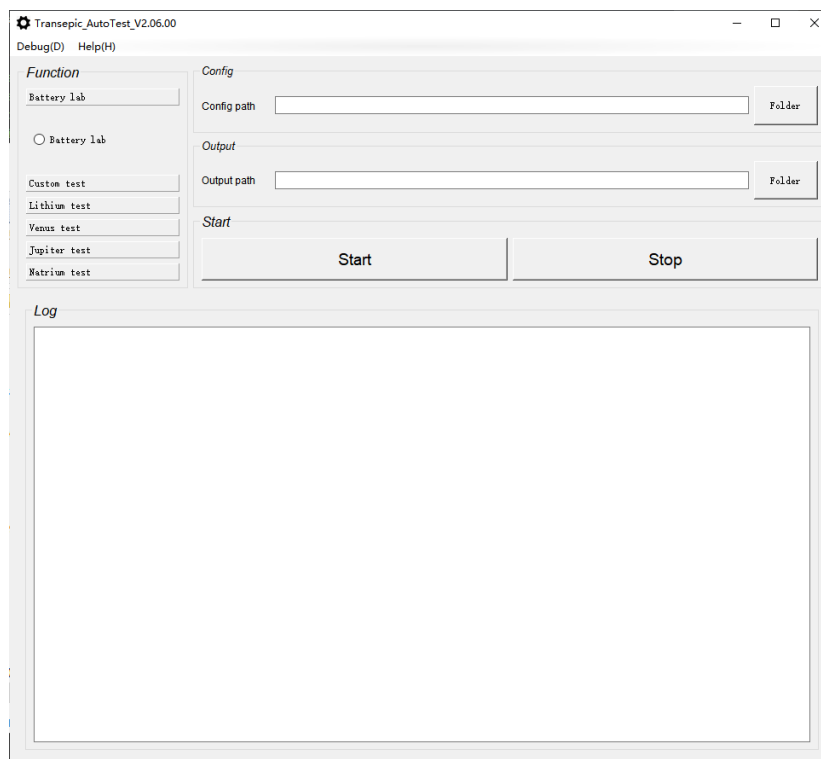 Transepic_AutoTest_V2.06.00
Debug(D) Help(H)
Function
Battery lab
Battery lab
Custom test
Lithium test
Venus test
Jupiter test
Natrium test
Config
Config path
Folder
Output
Output path
Folder
Start
Start
Stop
Log